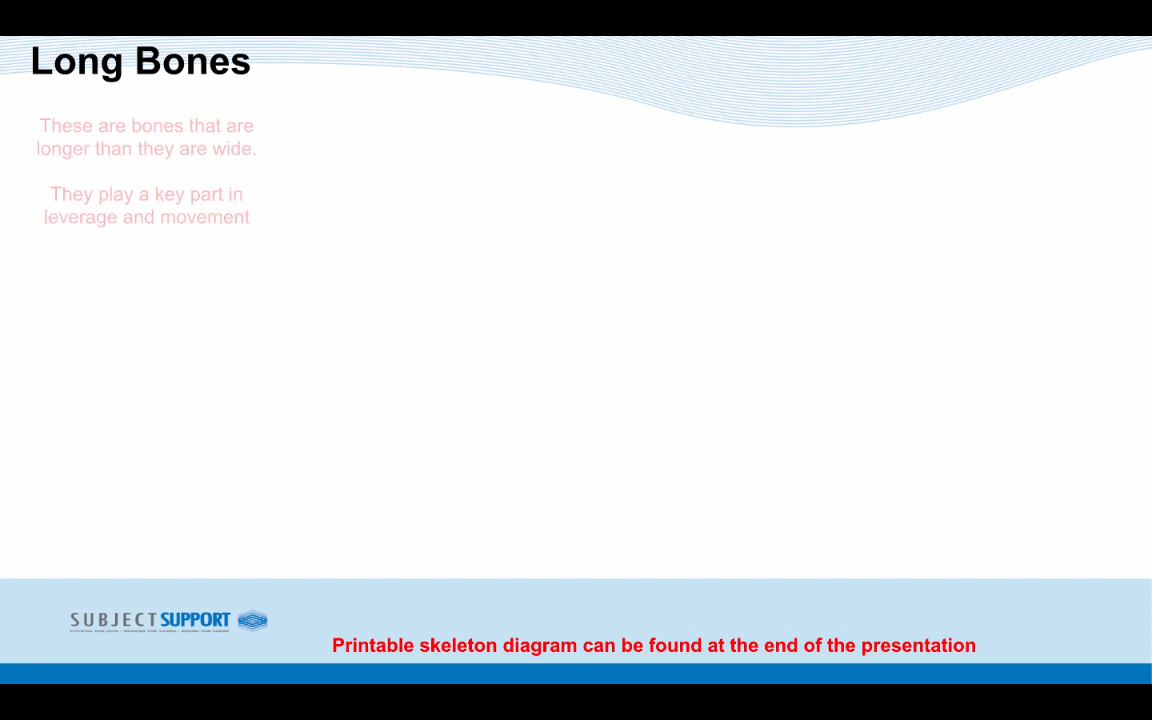 Long Bones
These are bones that are
longer than they are wide.
They play a key part in
leverage and movement
SUBJECTSUPPORT
Printable skeleton diagram can be found at the end of the presentation